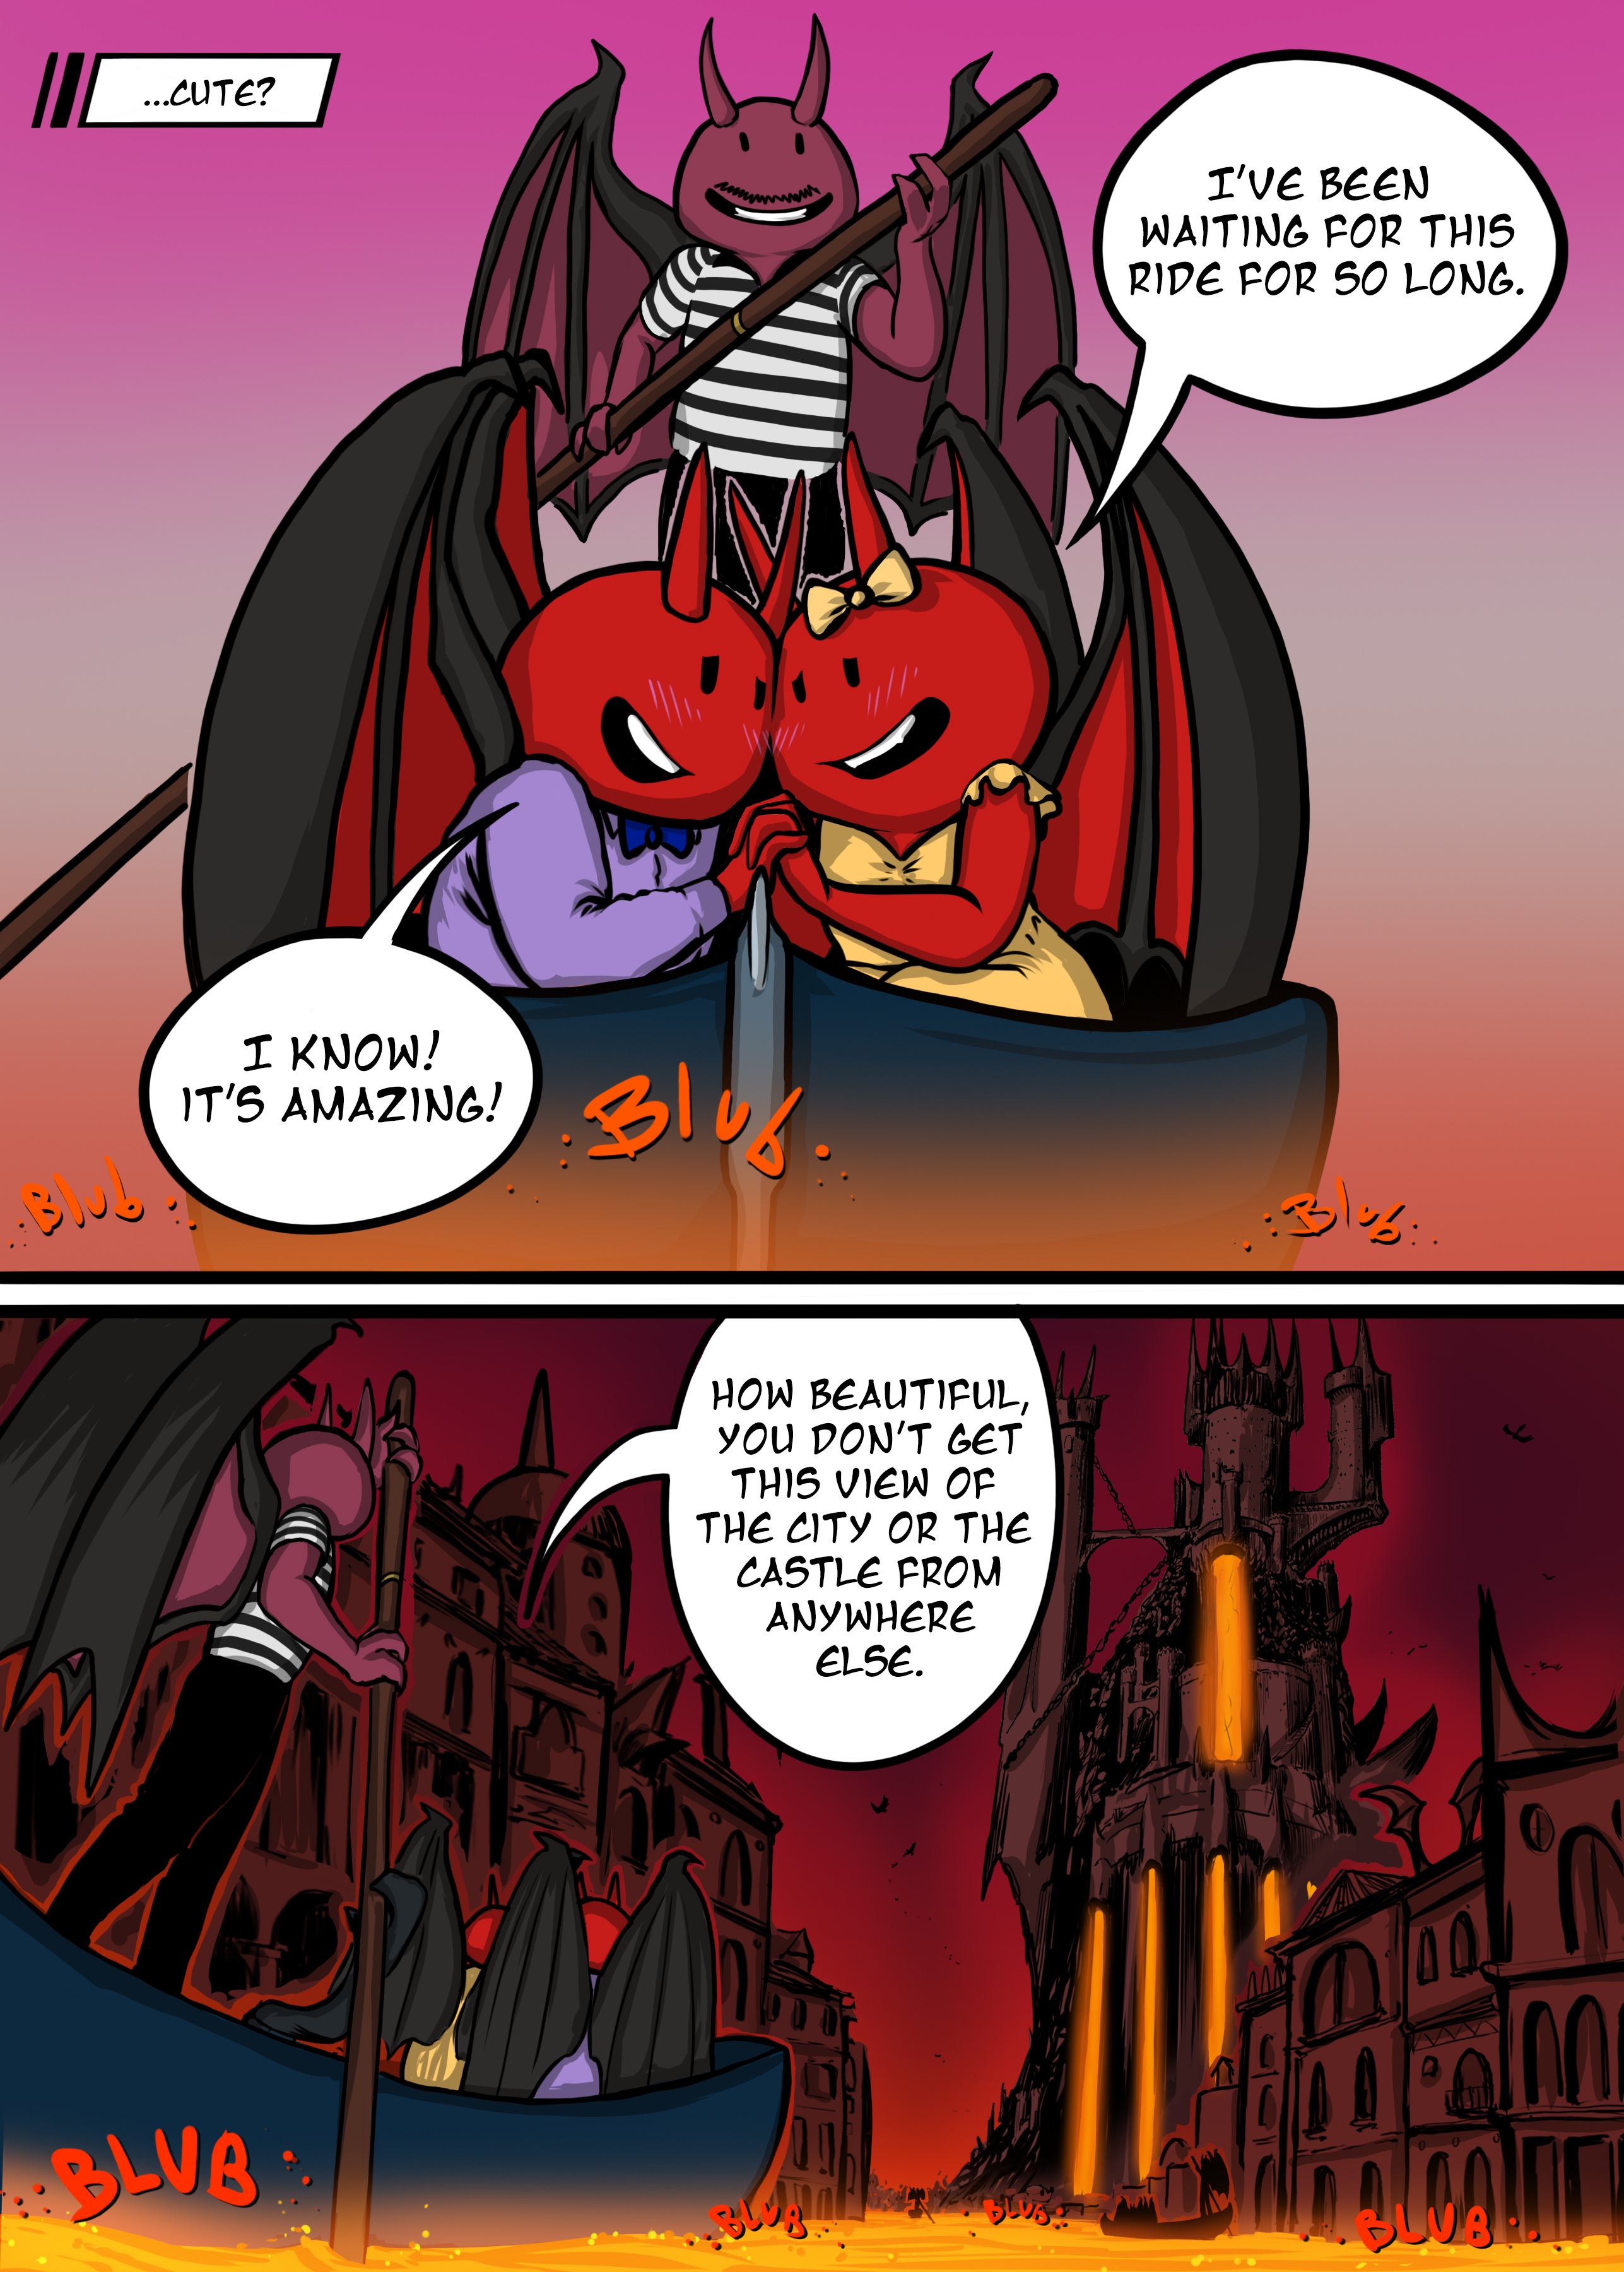 ...CUTE?
I'VE BEEN
WAITING FOR THIS
RIDE FOR SO LONG.
I KNOW!
IT'S AMAZING!
Blub
Blub
Blub
HOW BEAUTIFUL,
YOU DON'T GET
THIS VIEW OF
THE CITY OR THE
CASTLE FROM
ANYWHERE
ELSE.
BLUB
BLUB
BLUB
BLUB